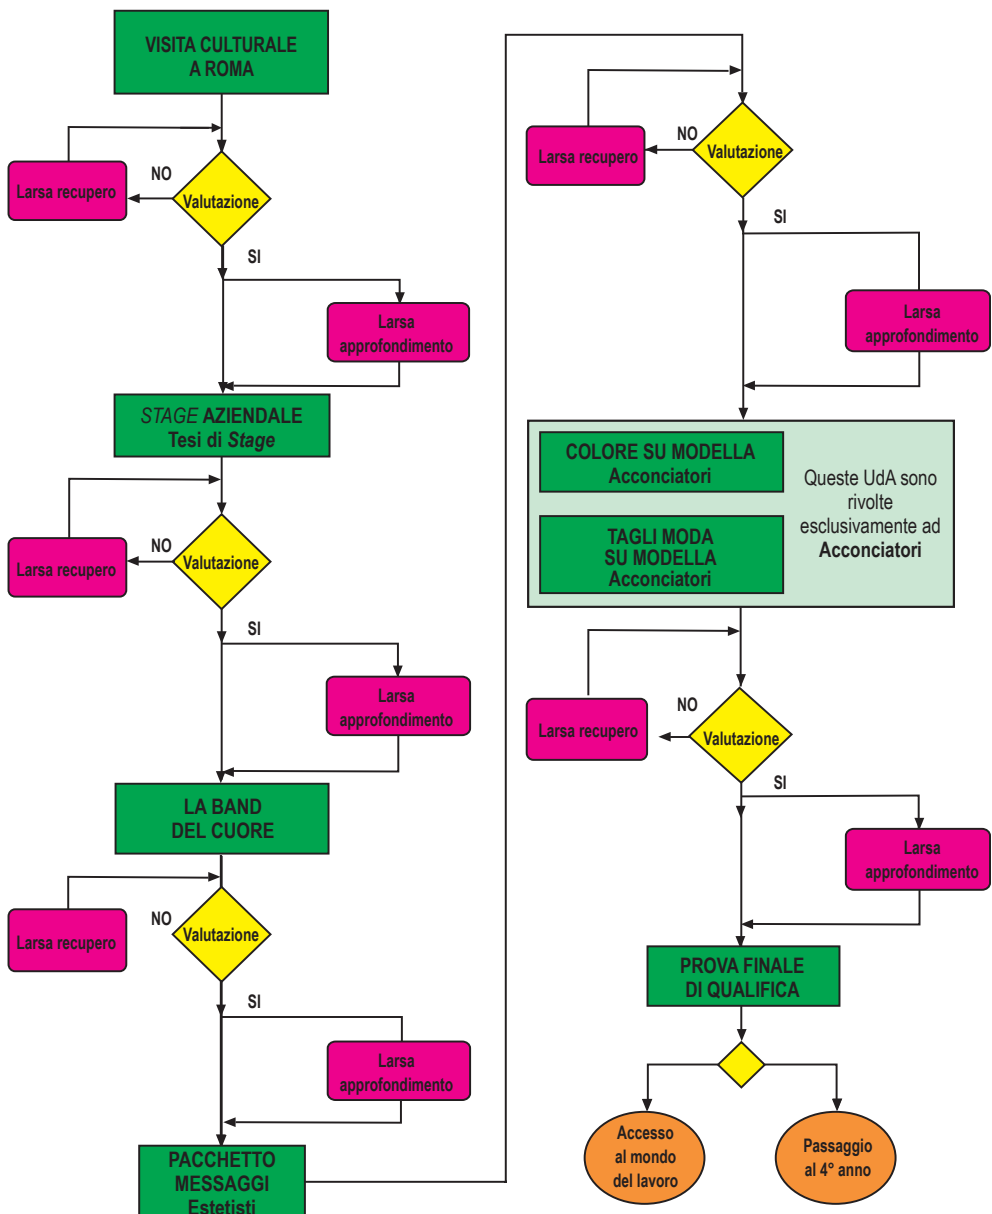 VISITA CULTURALE
A ROMA
NO
Larsa recupero
Valutazione
SI
Larsa
approfondimento
STAGE AZIENDALE
Tesi di Stage
NO
Larsa recupero
Valutazione
SI
Larsa
approfondimento
LA BAND
DEL CUORE
NO
Larsa recupero
Valutazione
SI
Larsa
approfondimento
PACCHETTO
MESSAGGI
Estetisti
NO
Larsa recupero
Valutazione
SI
Larsa
approfondimento
COLORE SU MODELLA
Acconciatori
TAGLI MODA
SU MODELLA
Acconciatori
Queste UdA sono
rivolte
esclusivamente ad
Acconciatori
NO
Larsa recupero
Valutazione
SI
Larsa
approfondimento
PROVA FINALE
DI QUALIFICA
Accesso
al mondo
del lavoro
Passaggio
al 4° anno